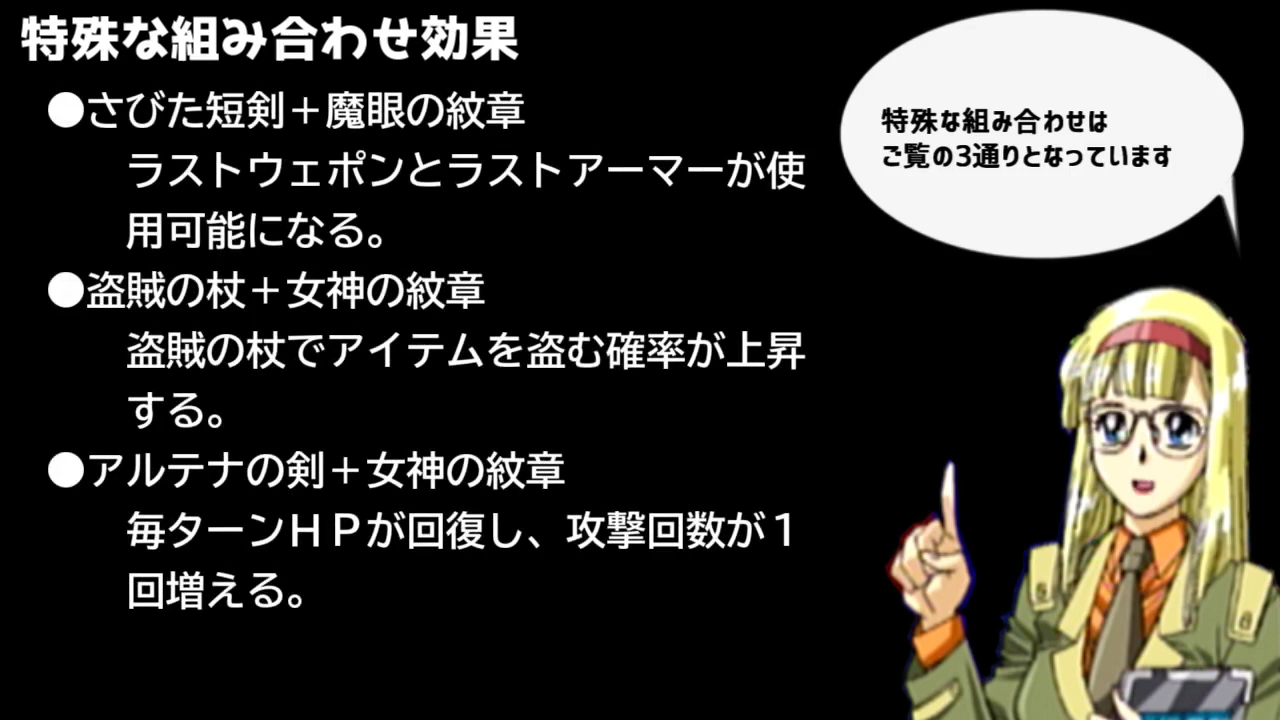 特殊な組み合わせ効果
●さびた短剣＋魔眼の紋章
ラストウェポンとラストアーマーが使
用可能になる。
●盗賊の杖＋女神の紋章
盗賊の杖でアイテムを盗む確率が上昇
する。
●アルテナの剣＋女神の紋章
毎ターンＨＰが回復し、攻撃回数が１
回増える。
特殊な組み合わせは
ご覧の3通りとなっています